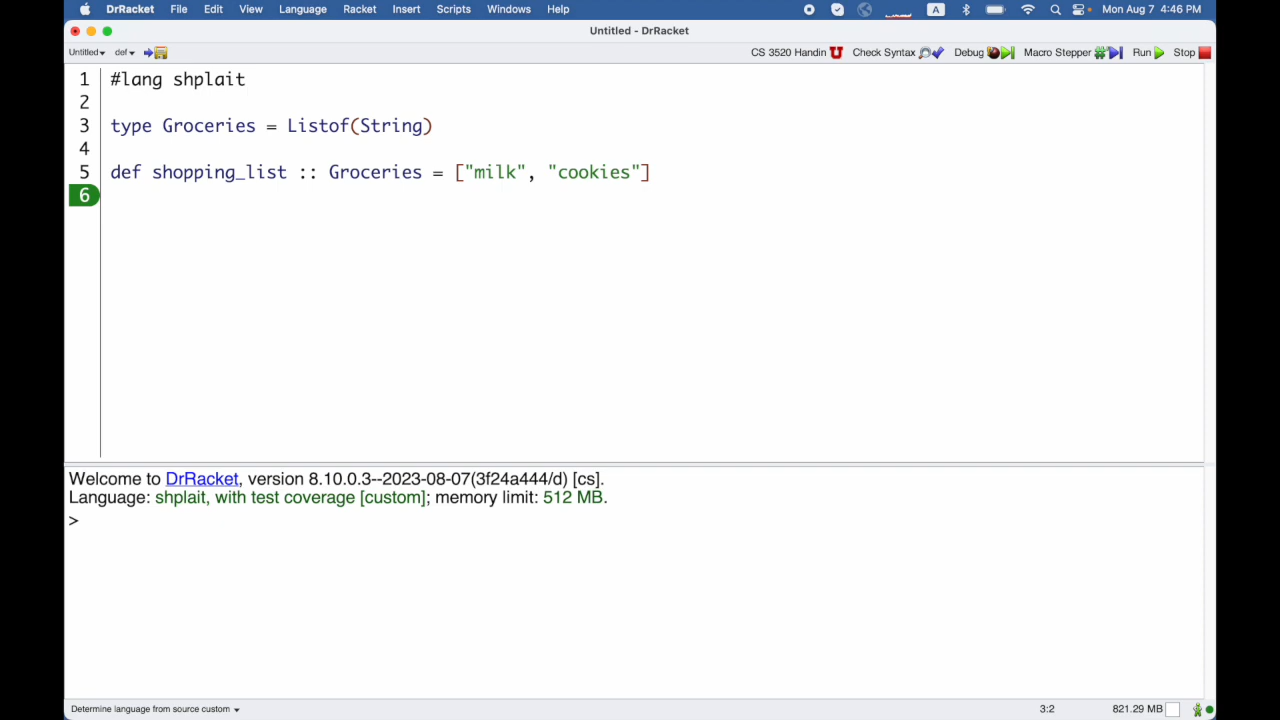 DrRacket File Edit View Language Racket Insert Scripts Windows Help A Mon Aug 7 4:46 PM
Untitled - DrRacket
Untitled def CS 3520 Handin Check Syntax Debug Macro Stepper Run Stop
1 #lang shplait
2
3 type Groceries = Listof(String)
4
5 def shopping_list :: Groceries = ["milk", "cookies"]
6
Welcome to DrRacket, version 8.10.0.3--2023-08-07(3f24a444/d) [cs].
Language: shplait, with test coverage [custom]; memory limit: 512 MB.
>
Determine language from source custom 3:2 821.29 MB